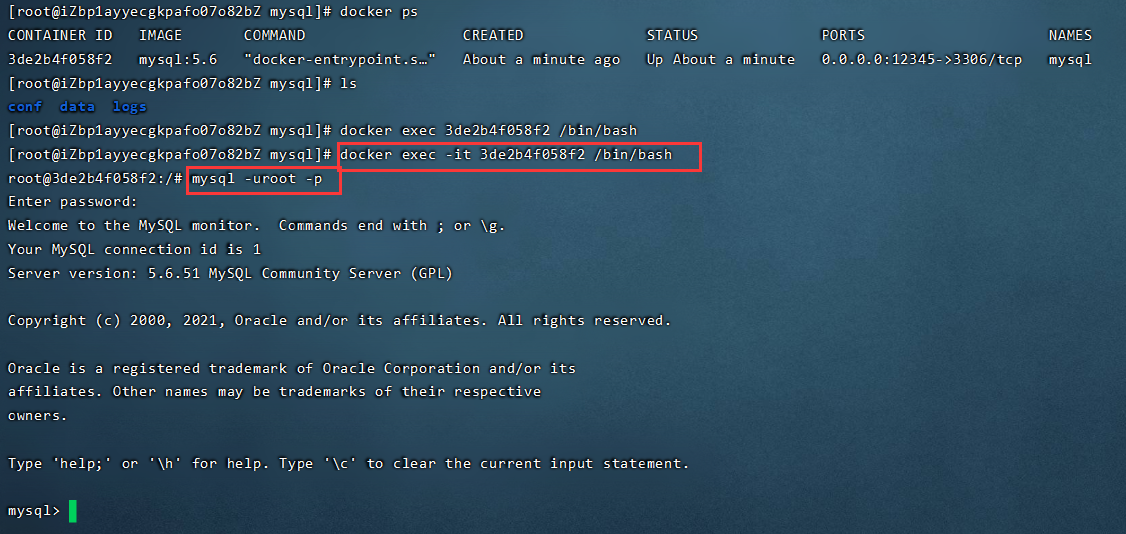 [root@iZbp1ayyecgkpafo07o82bZ mysql]# docker ps
CONTAINER ID   IMAGE       COMMAND                  CREATED              STATUS              PORTS                     NAMES
3de2b4f058f2   mysql:5.6   "docker-entrypoint.s…"   About a minute ago   Up About a minute   0.0.0.0:12345->3306/tcp   mysql
[root@iZbp1ayyecgkpafo07o82bZ mysql]# ls
conf  data  logs
[root@iZbp1ayyecgkpafo07o82bZ mysql]# docker exec 3de2b4f058f2 /bin/bash
[root@iZbp1ayyecgkpafo07o82bZ mysql]# docker exec -it 3de2b4f058f2 /bin/bash
root@3de2b4f058f2:/# mysql -uroot -p
Enter password:
Welcome to the MySQL monitor.  Commands end with ; or \g.
Your MySQL connection id is 1
Server version: 5.6.51 MySQL Community Server (GPL)
Copyright (c) 2000, 2021, Oracle and/or its affiliates. All rights reserved.
Oracle is a registered trademark of Oracle Corporation and/or its
affiliates. Other names may be trademarks of their respective
owners.
Type 'help;' or '\h' for help. Type '\c' to clear the current input statement.
mysql>